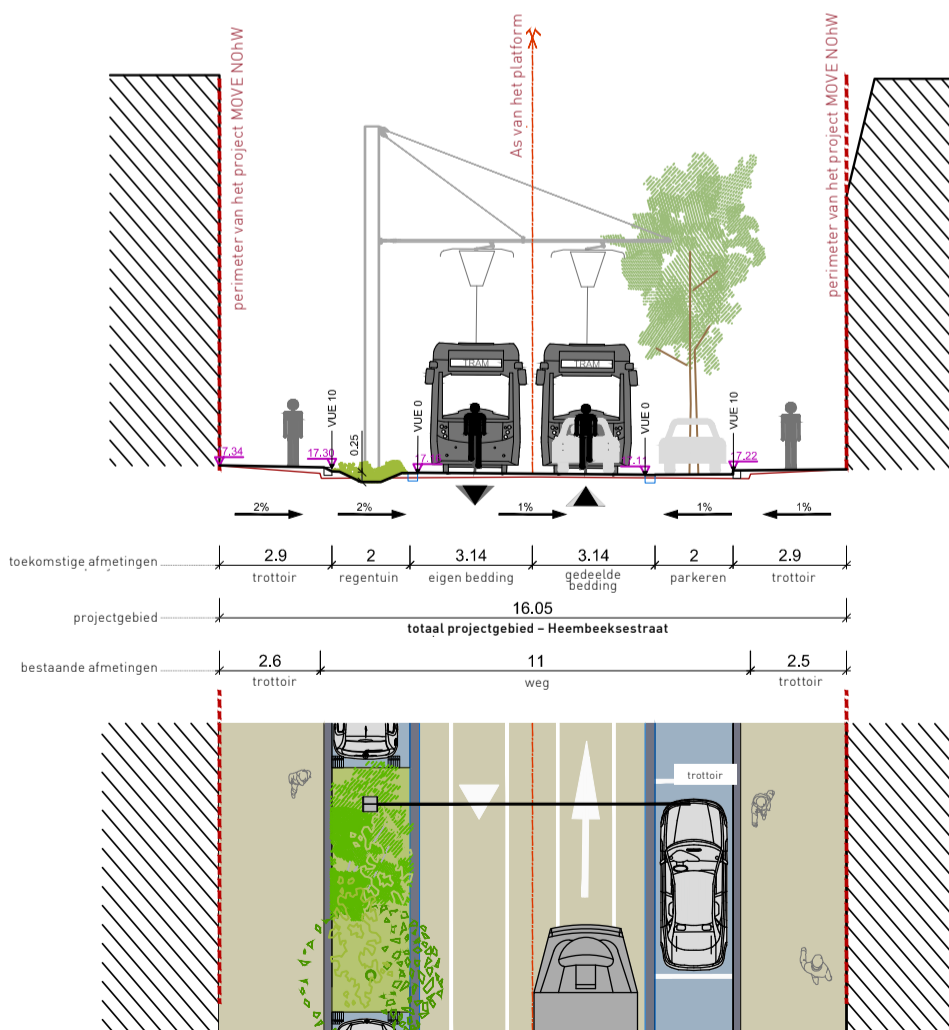 perimeter van het project MOVE NOhW
As van het platform
perimeter van het project MOVE NOhW
TRAM
TRAM
VUE 10
VUE 0
VUE 0
VUE 10
0.25
17.34
17.30
17.11
17.22
2%
2%
1%
1%
1%
toekomstige afmetingen
2.9
2
3.14
3.14
2
2.9
trottoir
regentuin
eigen bedding
gedeelde
bedding
parkeren
trottoir
projectgebied
16.05
totaal projectgebied – Heembeeksestraat
bestaande afmetingen
2.6
11
2.5
trottoir
weg
trottoir
trottoir